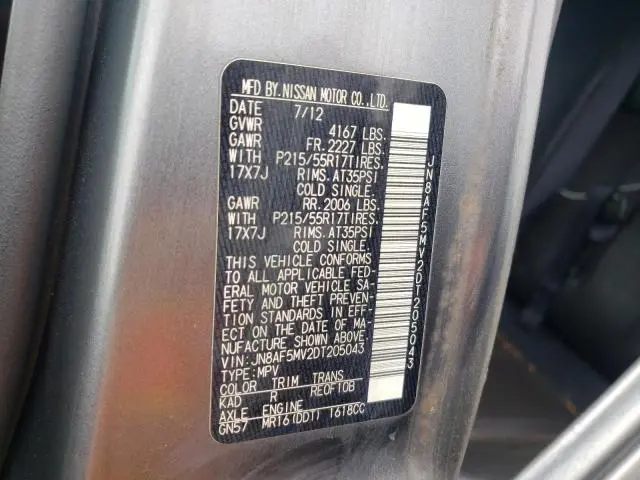 MFD BY.NISSAN MOTOR CO.,LTD.
DATE 7/12
GVWR 4167 LBS.
GAWR FR. 2227 LBS.
WITH P215/55R17TIRES,
17X7J RIMS, AT35PSI
COLD SINGLE.
GAWR RR. 2006 LBS.
WITH P215/55R17TIRES,
17X7J RIMS, AT35PSI
COLD SINGLE.
THIS VEHICLE CONFORMS
TO ALL APPLICABLE FED-
ERAL MOTOR VEHICLE SA-
FETY AND THEFT PREVEN-
TION STANDARDS IN EFF-
ECT ON THE DATE OF MA-
NUFACTURE SHOWN ABOVE.
VIN:JN8AF5MV2DT205043
TYPE:MPV
COLOR TRIM TRANS
KAD R RE0F10B
AXLE ENGINE
GN57 MR16(DDT) 1618CC
JN8AF5MV2DT205043